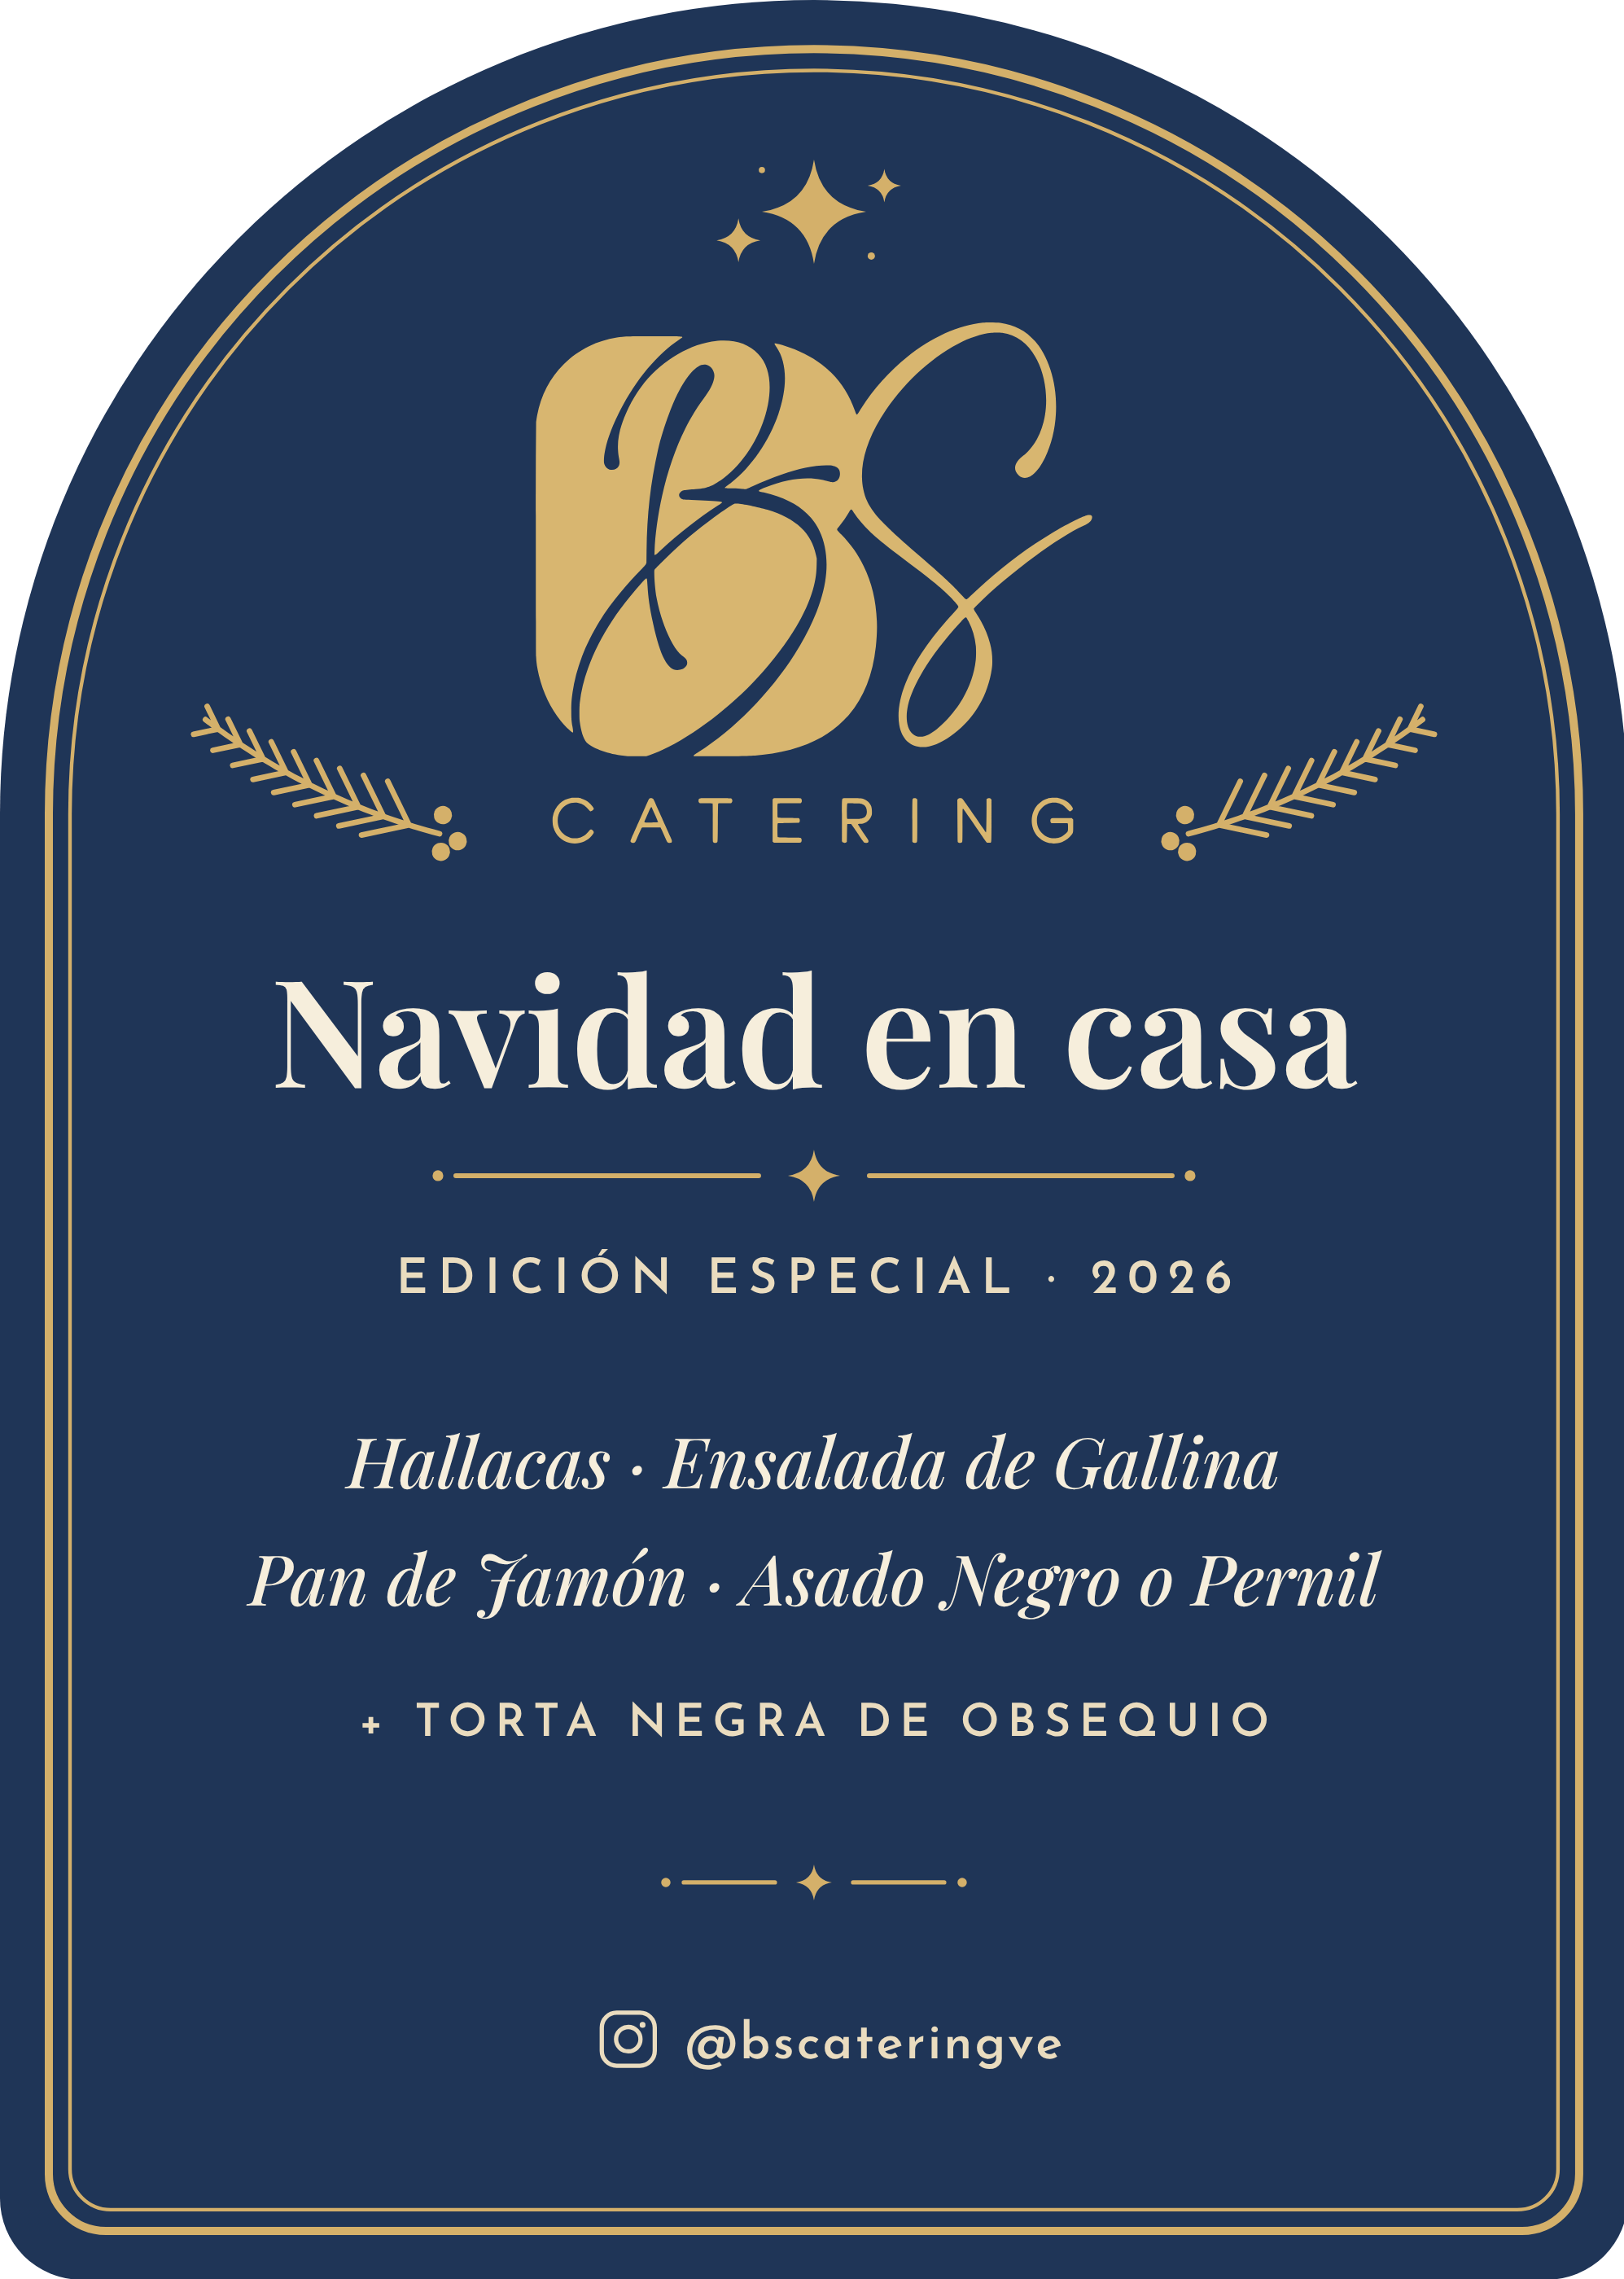 BS
CATERING
Navidad en casa
EDICIÓN ESPECIAL · 2026
Hallacas · Ensalada de Gallina
Pan de Jamón · Asado Negro o Pernil
+ TORTA NEGRA DE OBSEQUIO
@bscateringve